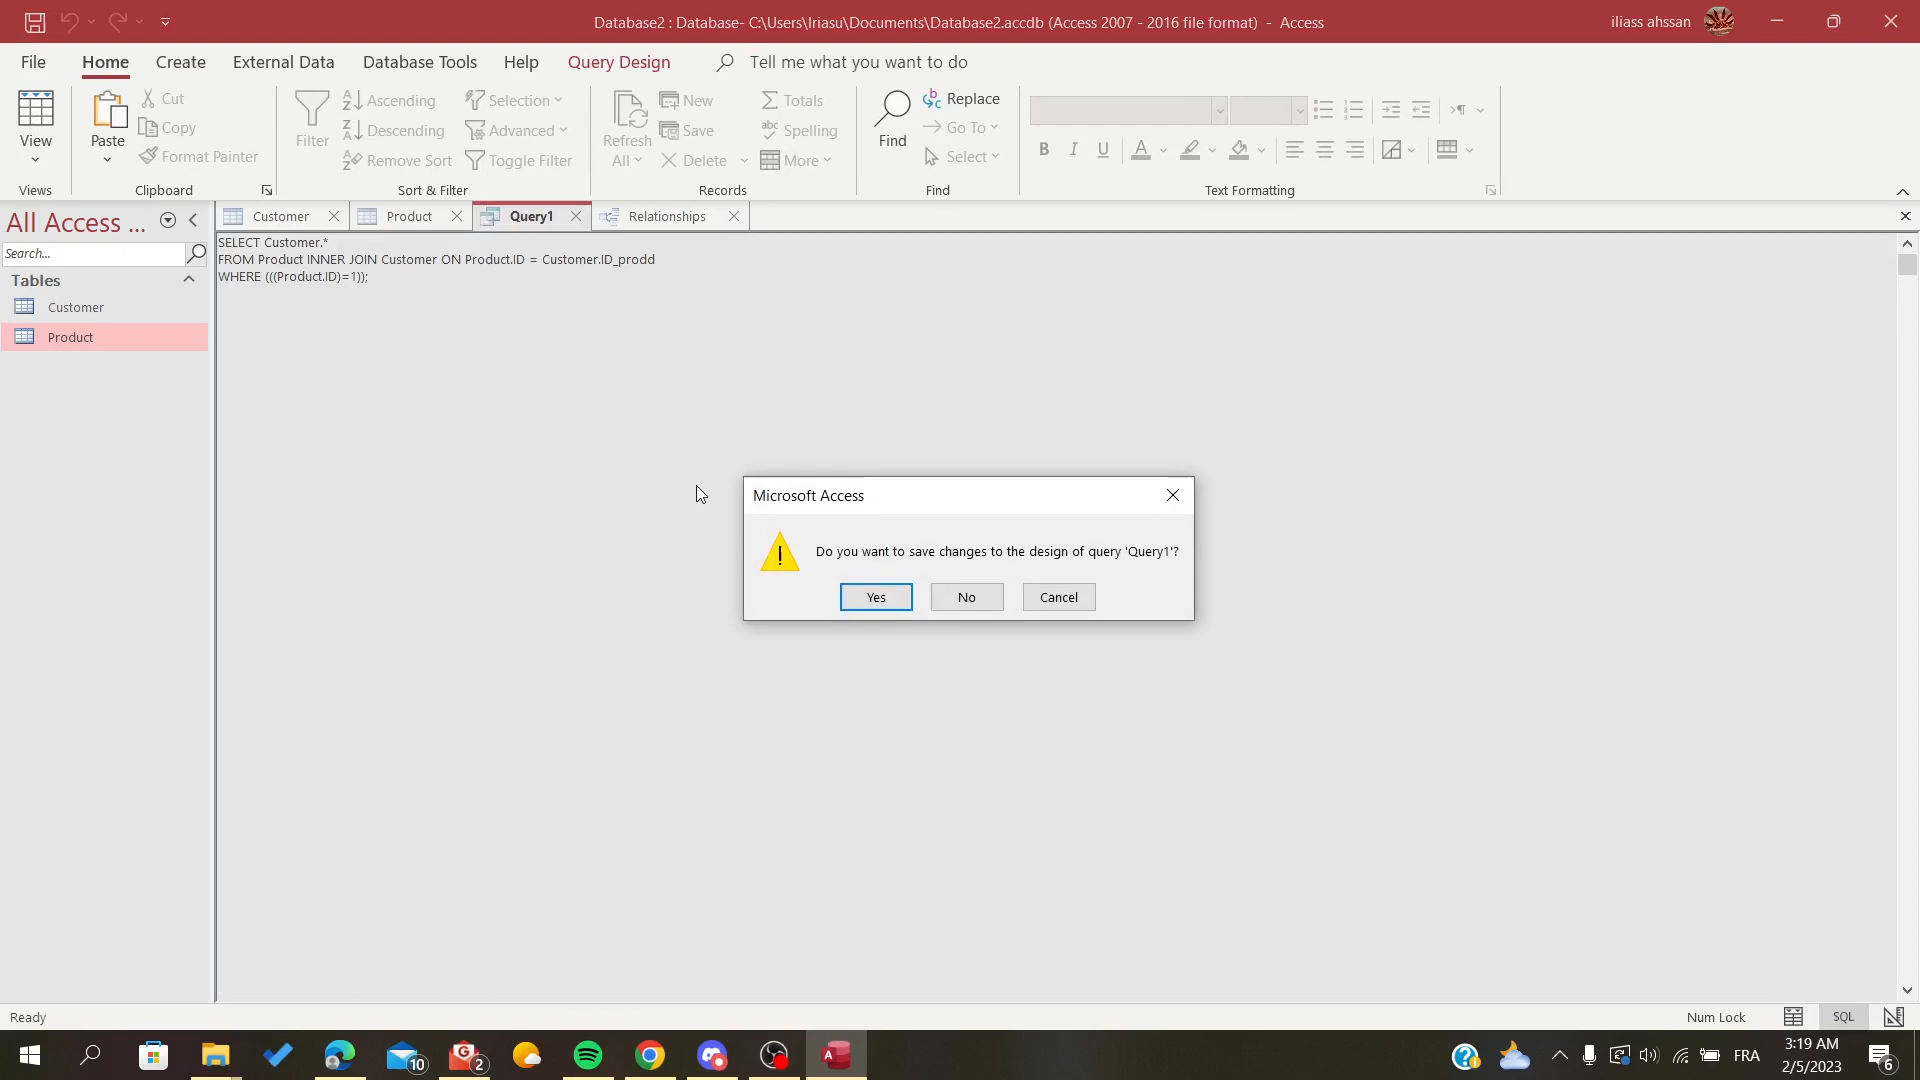 Database2 : Database- C:\Users\Iriasu\Documents\Database2.accdb (Access 2007 - 2016 file format) - Access
iliass ahssan
File Home Create External Data Database Tools Help Query Design Tell me what you want to do
View
Views
Paste
Cut
Copy
Format Painter
Clipboard
Filter
Ascending
Descending
Remove Sort
Selection
Advanced
Toggle Filter
Sort & Filter
Refresh
All
New
Save
Delete
Totals
Spelling
More
Records
Find
Replace
Go To
Select
Find
B I U A
Text Formatting
All Access ...
Search...
Tables
Customer
Product
Customer Product Query1 Relationships
SELECT Customer.*
FROM Product INNER JOIN Customer ON Product.ID = Customer.ID_prodd
WHERE (((Product.ID)=1));
Microsoft Access
Do you want to save changes to the design of query 'Query1'?
Yes No Cancel
Ready
Num Lock
SQL
10
2
FRA
3:19 AM
2/5/2023
6